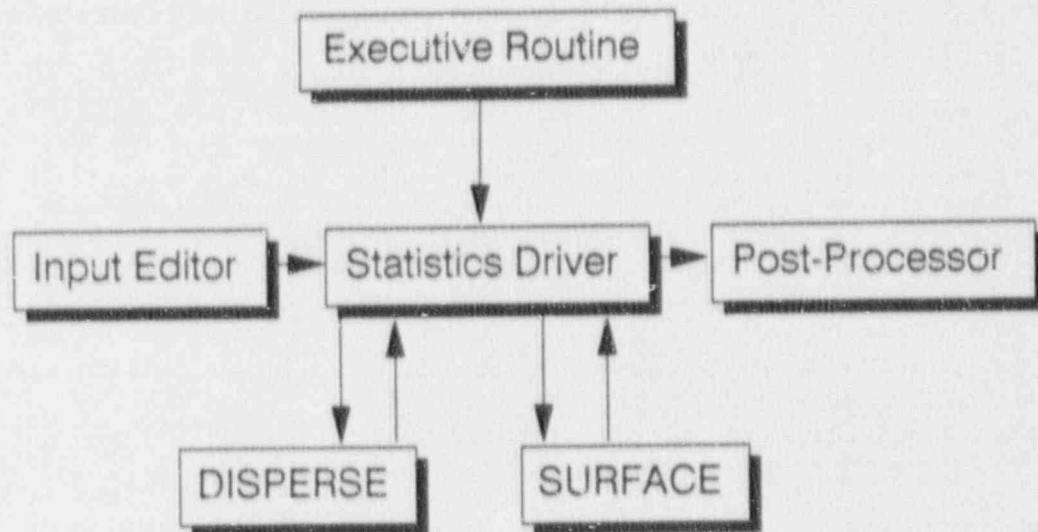 Executive Routine
Input Editor
Statistics Driver
Post-Processor
DISPERSE
SURFACE